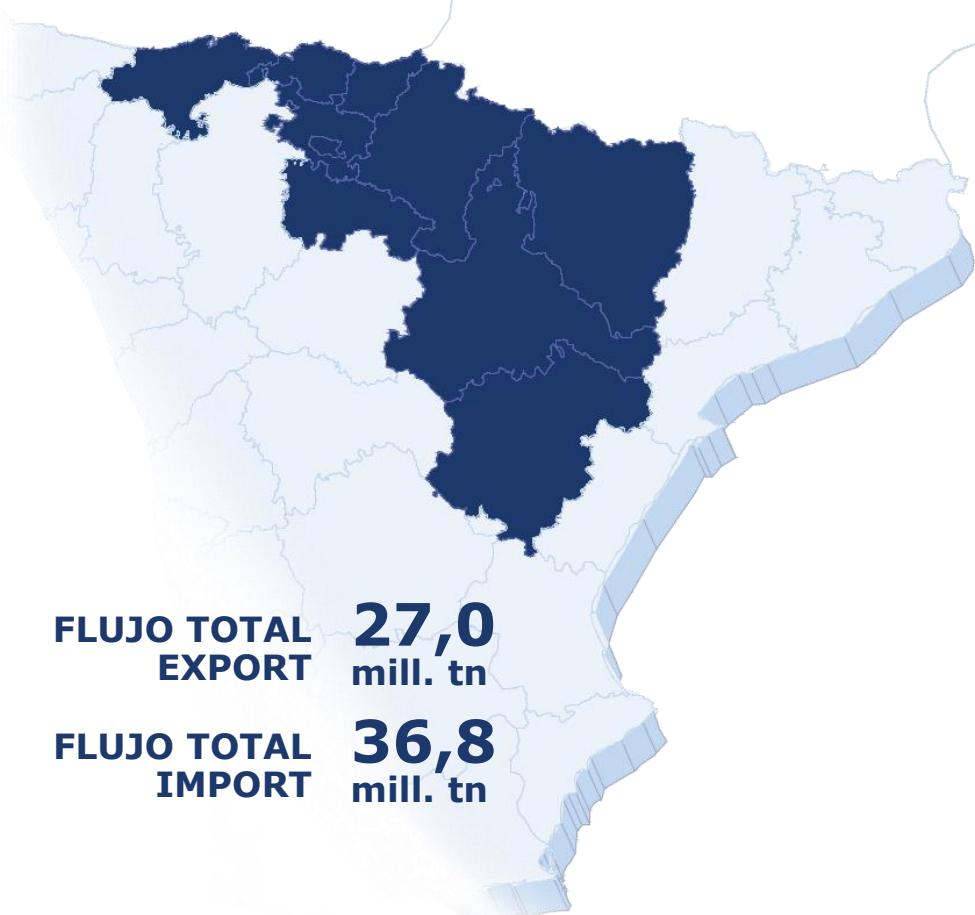 FLUJO TOTAL
EXPORT
27,0
mill. tn
FLUJO TOTAL
IMPORT
36,8
mill. tn